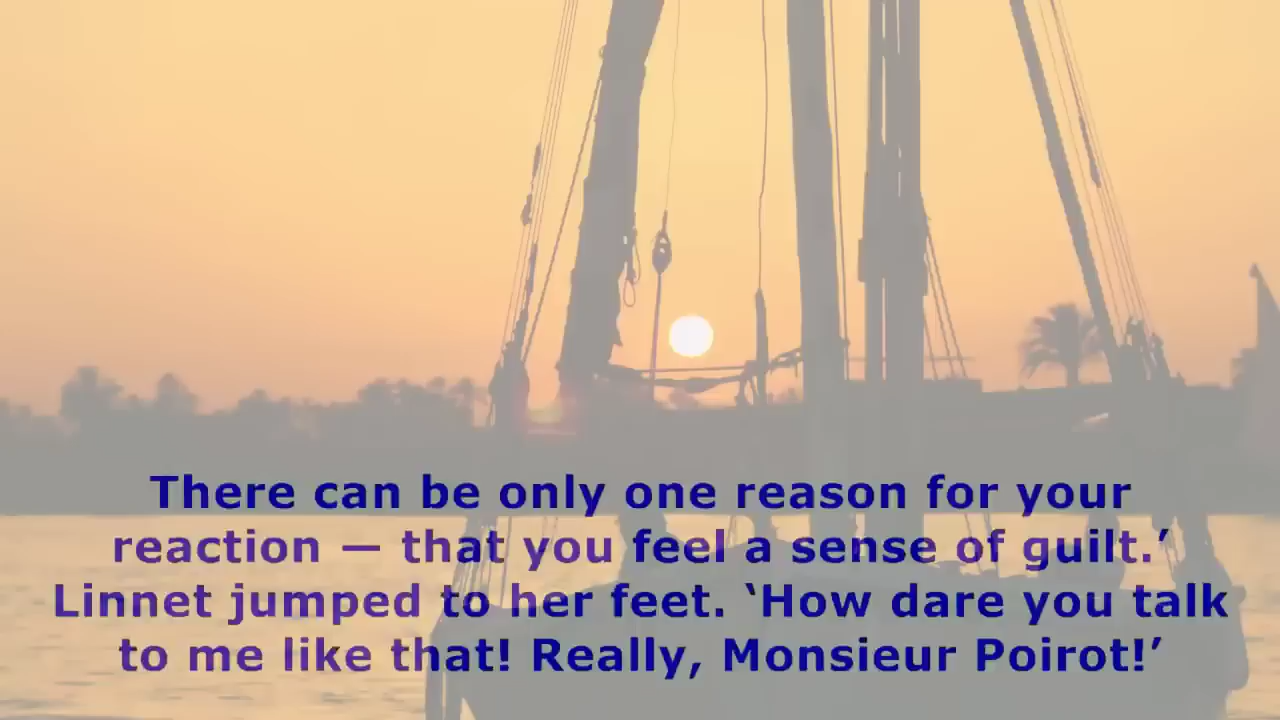 There can be only one reason for your
reaction — that you feel a sense of guilt.’
Linnet jumped to her feet. ‘How dare you talk
to me like that! Really, Monsieur Poirot!’